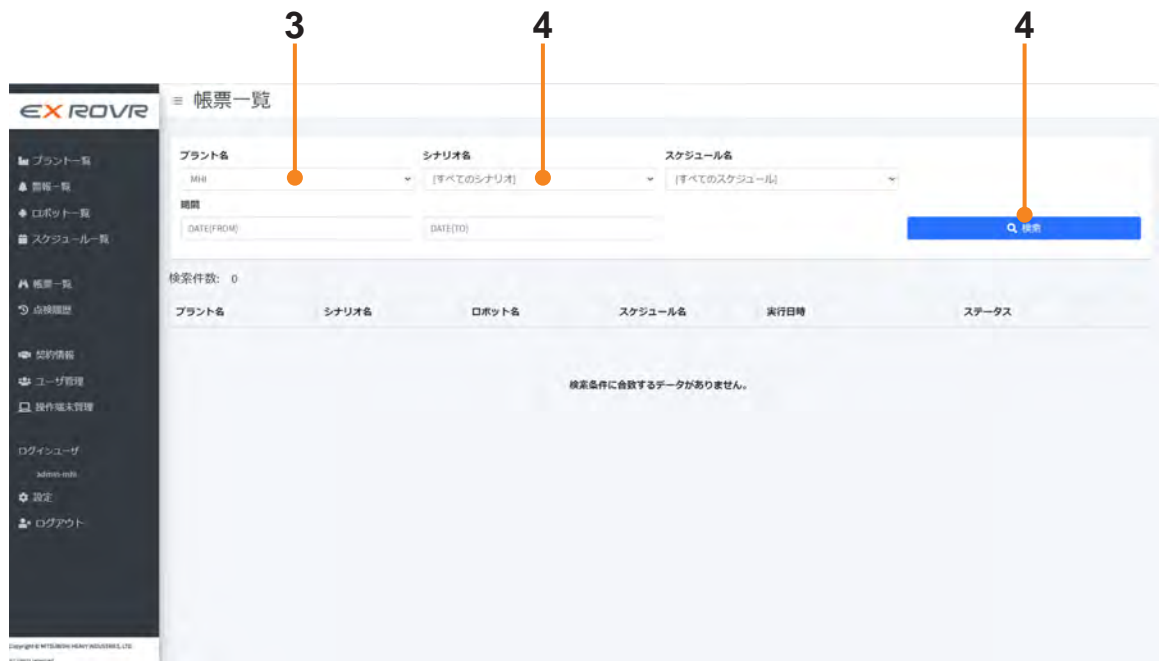 3 4 4
EX ROVR
≡ 帳票一覧
プラント一覧
警報一覧
ロボット一覧
スケジュール一覧
帳票一覧
点検履歴
契約情報
ユーザ管理
操作端末管理
ログインユーザ
admin-mhi
設定
ログアウト
Copyright © MITSUBISHI HEAVY INDUSTRIES, LTD.
プラント名 シナリオ名 スケジュール名
MHI [すべてのシナリオ] [すべてのスケジュール]
期間
DATE(FROM) DATE(TO) 検索
検索件数: 0
プラント名 シナリオ名 ロボット名 スケジュール名 実行日時 ステータス
検索条件に合致するデータがありません。